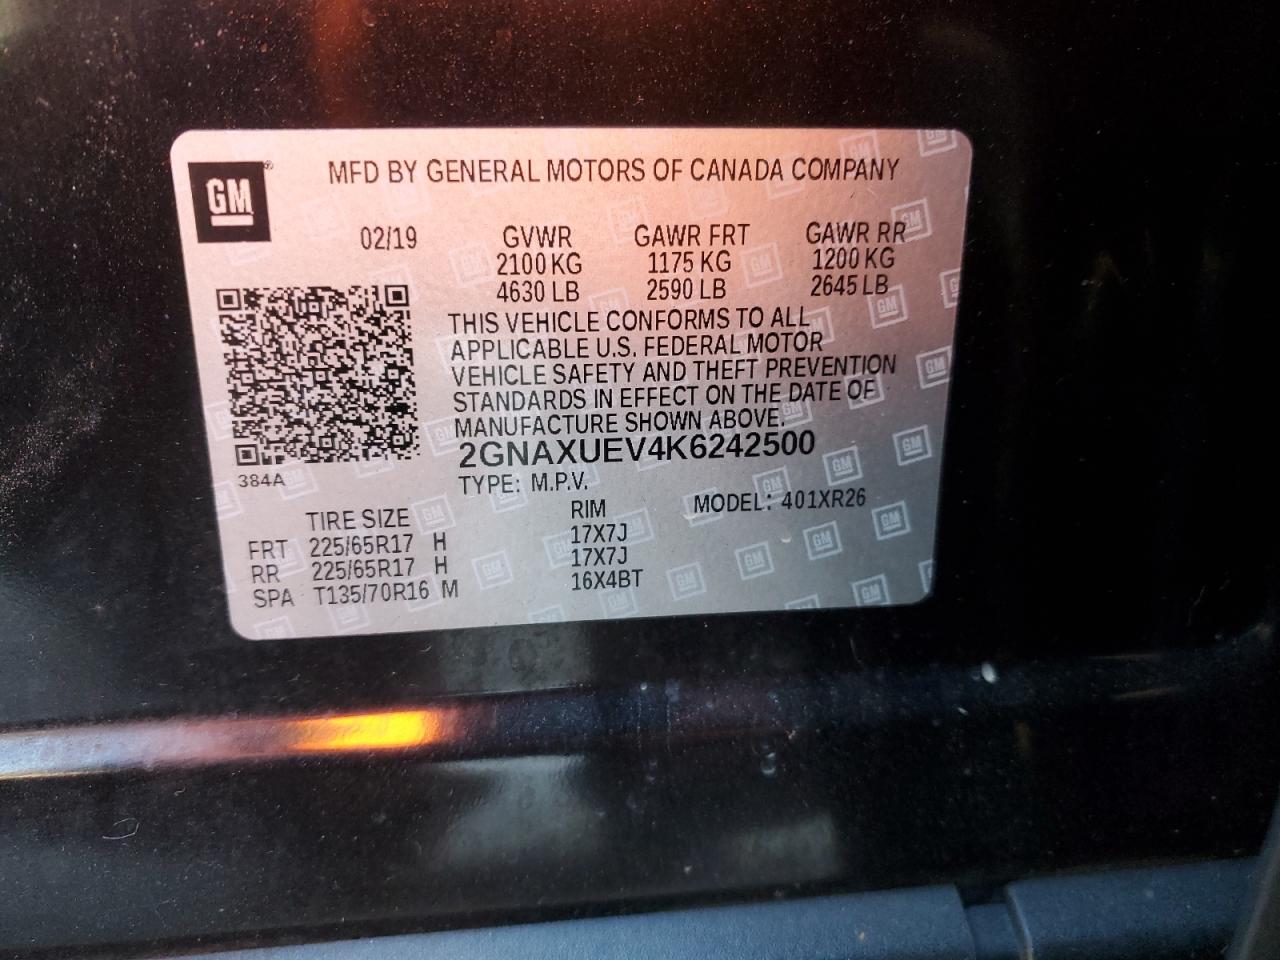 GM®
MFD BY GENERAL MOTORS OF CANADA COMPANY
02/19 GVWR GAWR FRT GAWR RR
2100 KG 1175 KG 1200 KG
4630 LB 2590 LB 2645 LB
THIS VEHICLE CONFORMS TO ALL
APPLICABLE U.S. FEDERAL MOTOR
VEHICLE SAFETY AND THEFT PREVENTION
STANDARDS IN EFFECT ON THE DATE OF
MANUFACTURE SHOWN ABOVE.
2GNAXUEV4K6242500
384A
TYPE: M.P.V.
TIRE SIZE RIM MODEL: 401XR26
FRT 225/65R17 H 17X7J
RR 225/65R17 H 17X7J
SPA T135/70R16 M 16X4BT